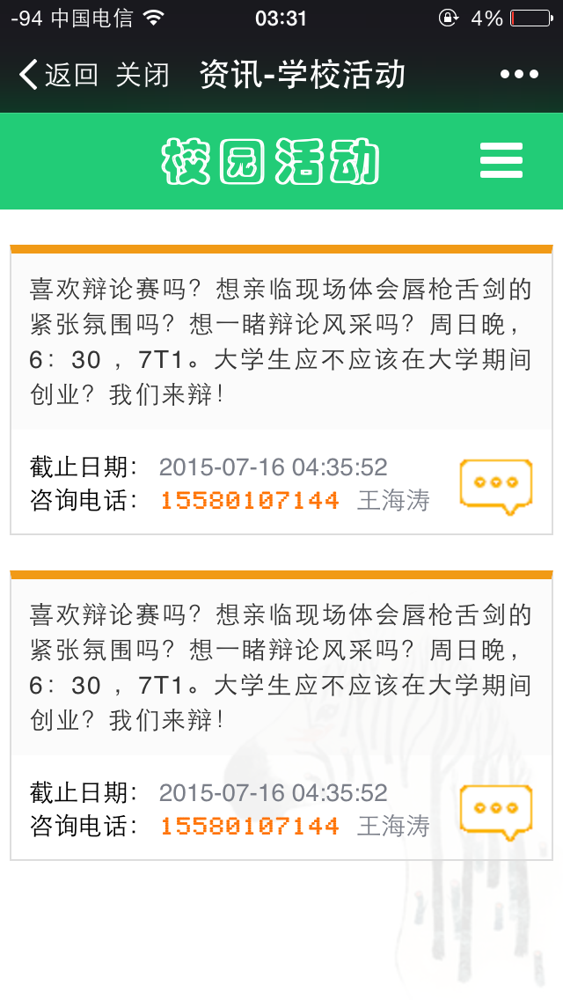 -94 中国电信 03:31 4%
返回 关闭 资讯-学校活动
校园活动
喜欢辩论赛吗？想亲临现场体会唇枪舌剑的
紧张氛围吗？想一睹辩论风采吗？周日晚，
6：30 ，7T1。大学生应不应该在大学期间
创业？我们来辩！
截止日期： 2015-07-16 04:35:52
咨询电话： 15580107144 王海涛
喜欢辩论赛吗？想亲临现场体会唇枪舌剑的
紧张氛围吗？想一睹辩论风采吗？周日晚，
6：30 ，7T1。大学生应不应该在大学期间
创业？我们来辩！
截止日期： 2015-07-16 04:35:52
咨询电话： 15580107144 王海涛